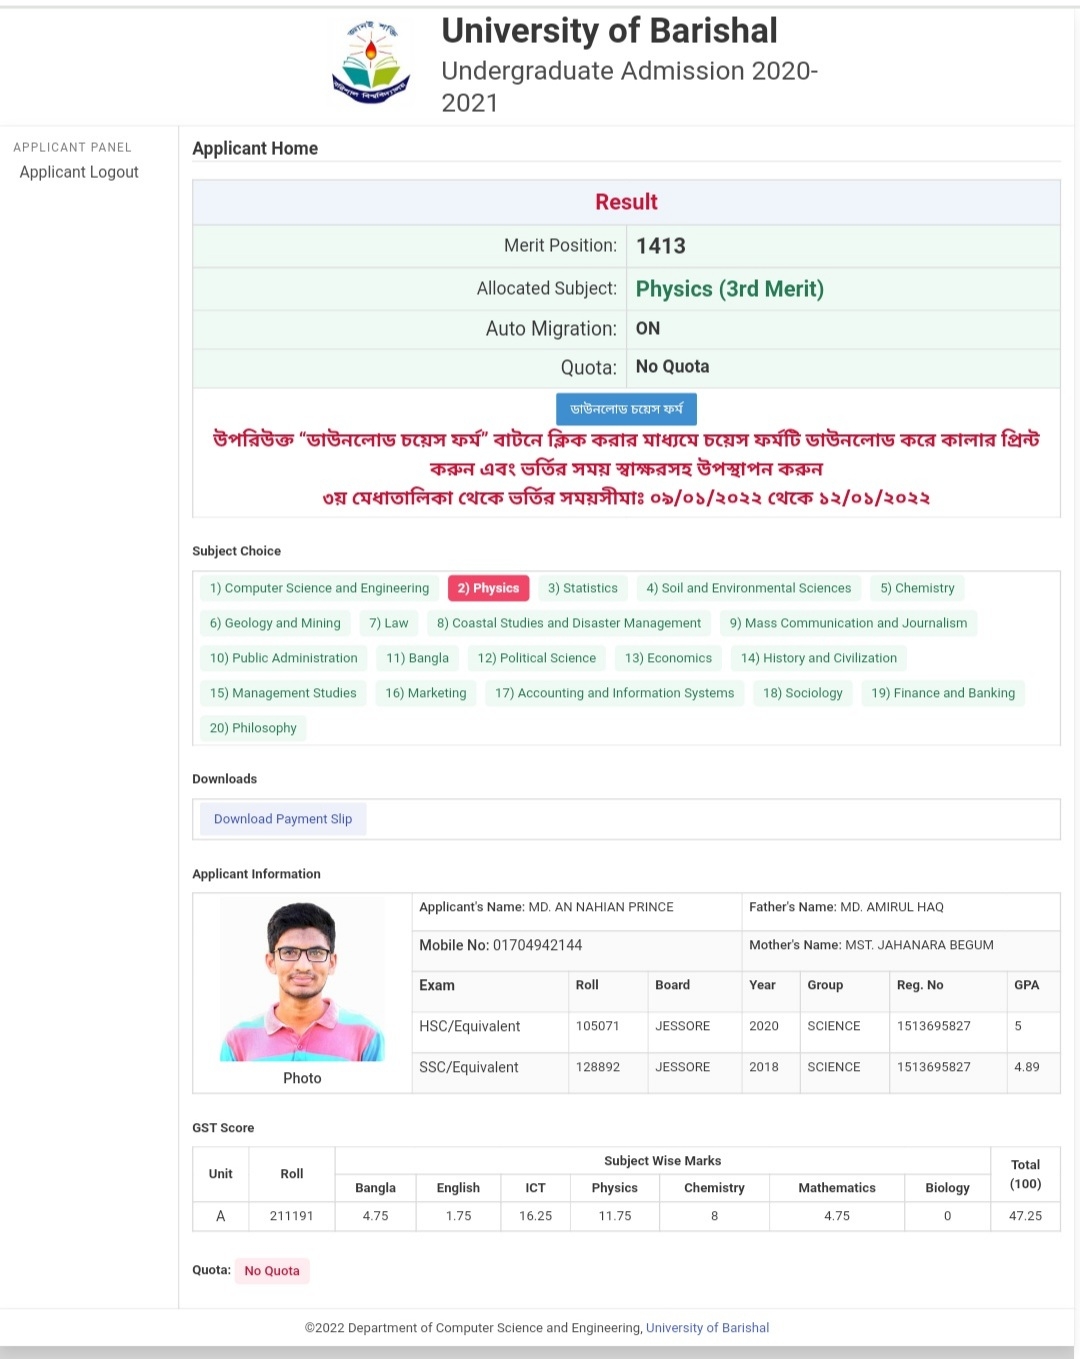 জ্ঞানই শক্তি
বরিশাল বিশ্ববিদ্যালয়
University of Barishal
Undergraduate Admission 2020-
2021
APPLICANT PANEL
Applicant Logout
Applicant Home
Result
Merit Position: 1413
Allocated Subject: Physics (3rd Merit)
Auto Migration: ON
Quota: No Quota
ডাউনলোড চয়েস ফর্ম
উপরিউক্ত “ডাউনলোড চয়েস ফর্ম” বাটনে ক্লিক করার মাধ্যমে চয়েস ফর্মটি ডাউনলোড করে কালার প্রিন্ট
করুন এবং ভর্তির সময় স্বাক্ষরসহ উপস্থাপন করুন
৩য় মেধাতালিকা থেকে ভর্তির সময়সীমাঃ ০৯/০১/২০২২ থেকে ১২/০১/২০২২
Subject Choice
1) Computer Science and Engineering 2) Physics 3) Statistics 4) Soil and Environmental Sciences 5) Chemistry
6) Geology and Mining 7) Law 8) Coastal Studies and Disaster Management 9) Mass Communication and Journalism
10) Public Administration 11) Bangla 12) Political Science 13) Economics 14) History and Civilization
15) Management Studies 16) Marketing 17) Accounting and Information Systems 18) Sociology 19) Finance and Banking
20) Philosophy
Downloads
Download Payment Slip
Applicant Information
Applicant's Name: MD. AN NAHIAN PRINCE Father's Name: MD. AMIRUL HAQ
Mobile No: 01704942144 Mother's Name: MST. JAHANARA BEGUM
Exam Roll Board Year Group Reg. No GPA
HSC/Equivalent 105071 JESSORE 2020 SCIENCE 1513695827 5
SSC/Equivalent 128892 JESSORE 2018 SCIENCE 1513695827 4.89
Photo
GST Score
Unit Roll Subject Wise Marks Total (100)
Bangla English ICT Physics Chemistry Mathematics Biology
A 211191 4.75 1.75 16.25 11.75 8 4.75 0 47.25
Quota: No Quota
©2022 Department of Computer Science and Engineering, University of Barishal